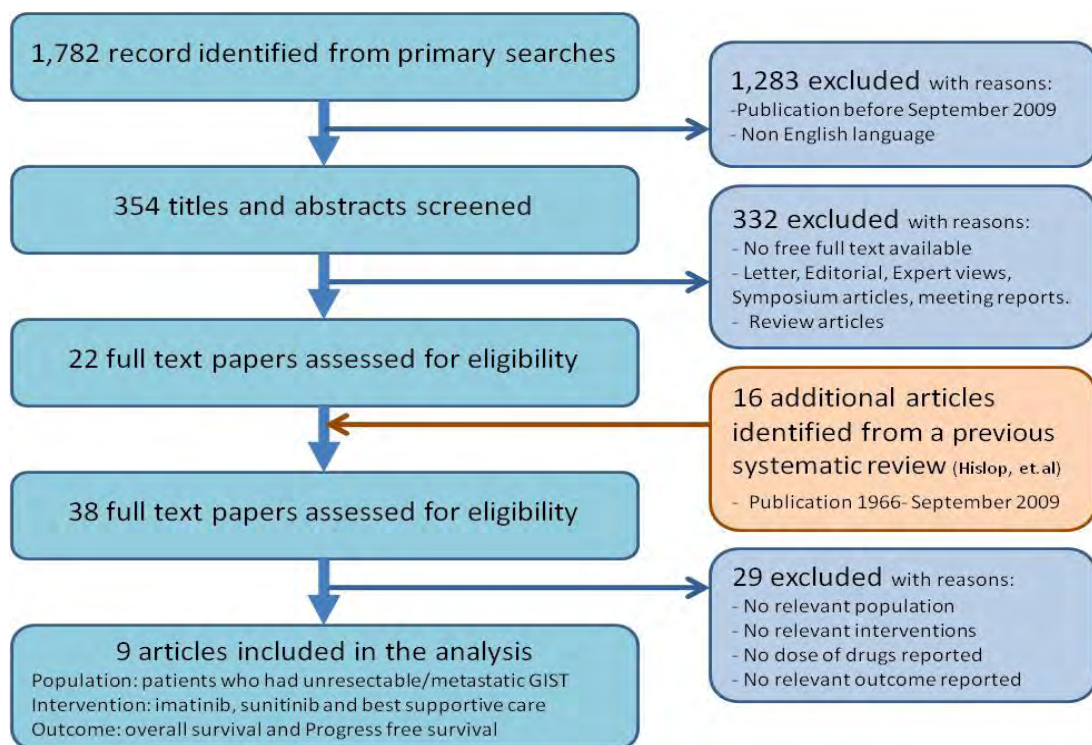 1,782 record identified from primary searches
1,283 excluded with reasons:
-Publication before September 2009
- Non English language
354 titles and abstracts screened
332 excluded with reasons:
- No free full text available
- Letter, Editorial, Expert views,
Symposium articles, meeting reports.
- Review articles
22 full text papers assessed for eligibility
16 additional articles
identified from a previous
systematic review (Hislop, et.al)
- Publication 1966- September 2009
38 full text papers assessed for eligibility
29 excluded with reasons:
- No relevant population
- No relevant interventions
- No dose of drugs reported
- No relevant outcome reported
9 articles included in the analysis
Population: patients who had unresectable/metastatic GIST
Intervention: imatinib, sunitinib and best supportive care
Outcome: overall survival and Progress free survival